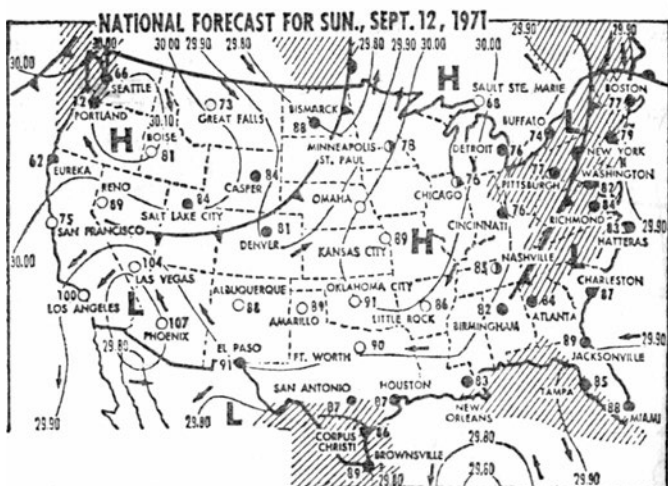 NATIONAL FORECAST FOR SUN., SEPT. 12, 1971
30.00
30.00
30.00 29.90
29.80
29.90
30.00
29.90
66
SEATTLE
PORTLAND
73
GREAT FALLS
30.10
BISMARCK
88
H
SAULT STE. MARIE
68
BOSTON
77
H
BOISE
81
MINNEAPOLIS
ST. PAUL
78
BUFFALO
74
L
79
NEW YORK
62
EUREKA
DETROIT
76
77
PITTSBURGH
WASHINGTON
82
RENO
89
84
SALT LAKE CITY
84
CASPER
OMAHA
CHICAGO
76
RICHMOND
84
75
SAN FRANCISCO
81
DENVER
KANSAS CITY
89
H
CINCINNATI
76
83
HATTERAS
30.00
104
LAS VEGAS
NASHVILLE
85
L
CHARLESTON
87
100
LOS ANGELES
L
107
PHOENIX
ALBUQUERQUE
88
AMARILLO
89
OKLAHOMA CITY
91
LITTLE ROCK
86
82
BIRMINGHAM
64
ATLANTA
29.80
EL PASO
91
FT. WORTH
90
89
JACKSONVILLE
29.90
SAN ANTONIO
87
HOUSTON
87
83
NEW
ORLEANS
TAMPA
85
88
MIAMI
29.90
29.90
L
CORPUS
CHRISTI
86
BROWNSVILLE
89
29.80
29.80
29.60
29.90
29.90